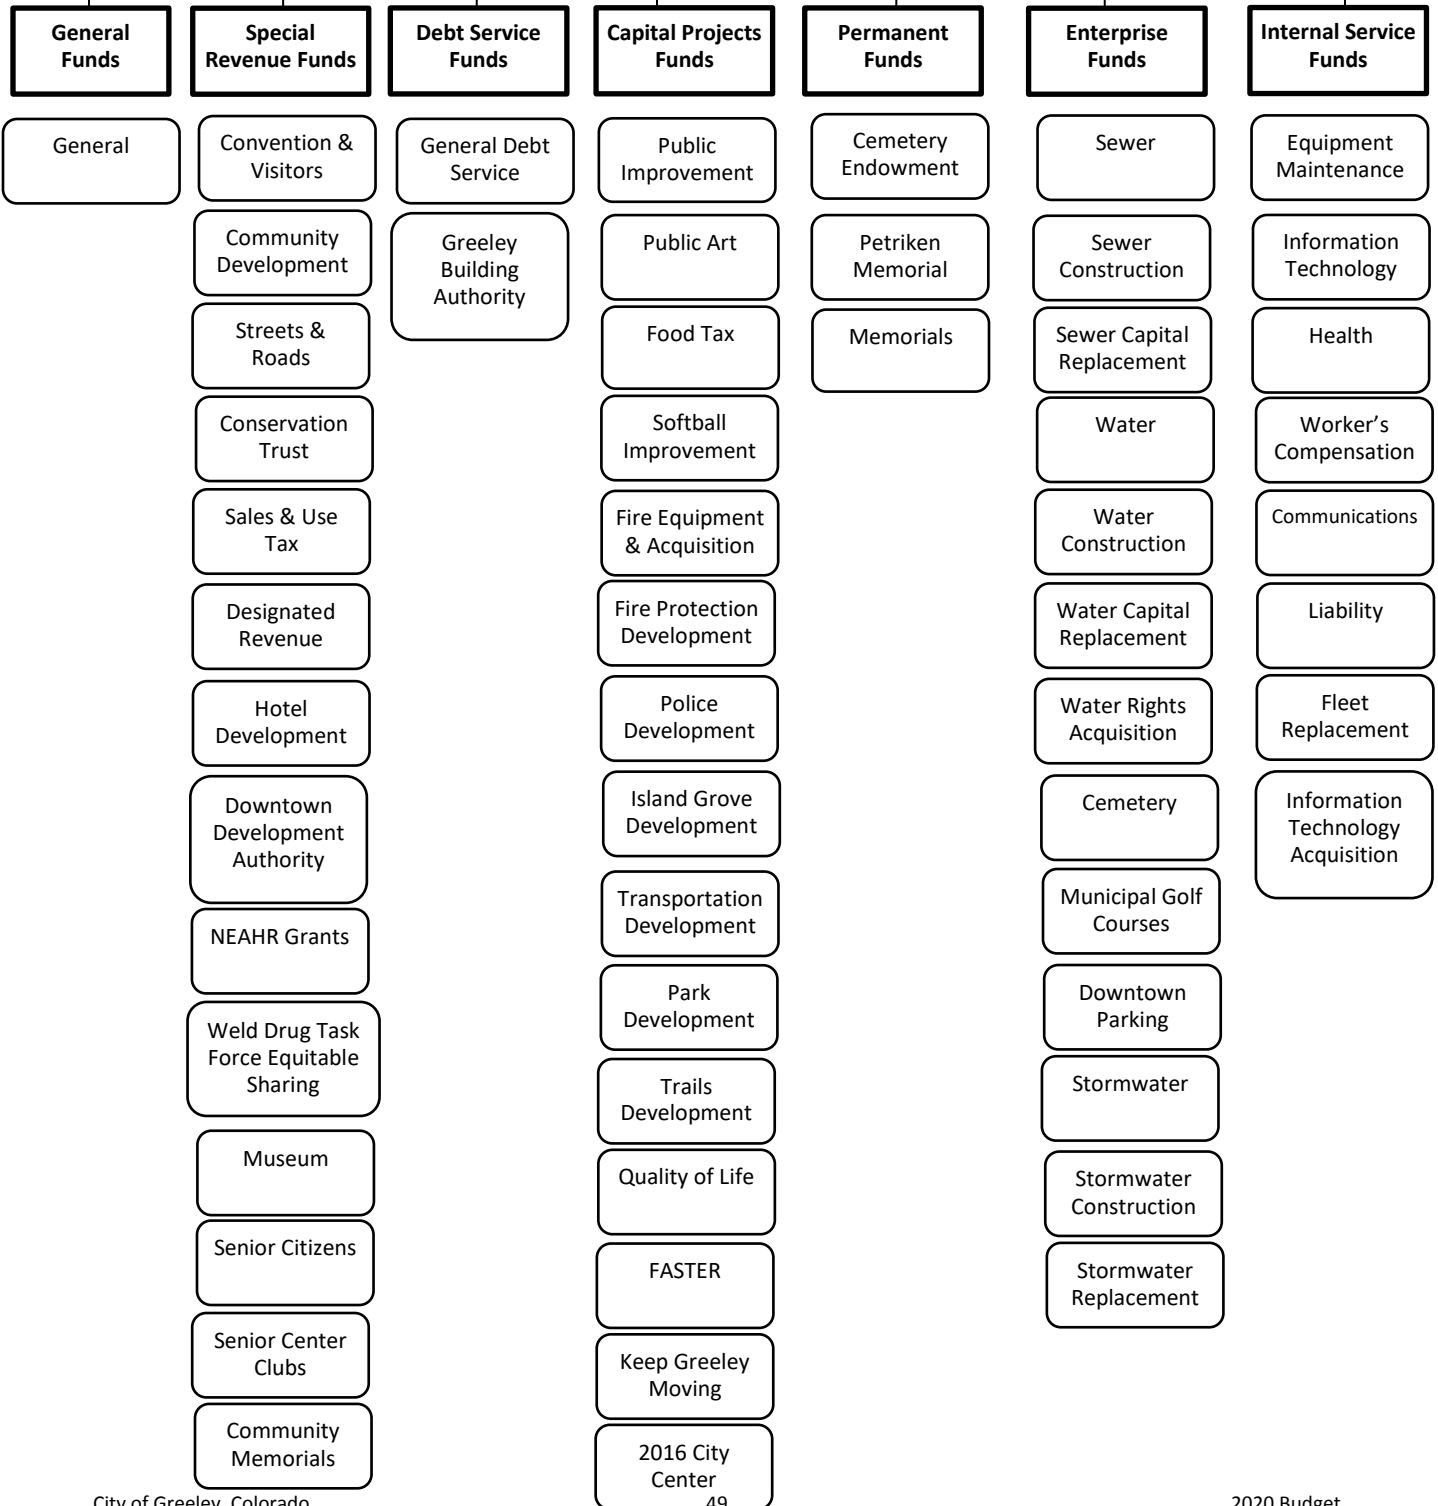 General
Funds
Special
Revenue Funds
Debt Service
Funds
Capital Projects
Funds
Permanent
Funds
Enterprise
Funds
Internal Service
Funds
General
Convention &
Visitors
Community
Development
Streets &
Roads
Conservation
Trust
Sales & Use
Tax
Designated
Revenue
Hotel
Development
Downtown
Development
Authority
NEAHR Grants
Weld Drug Task
Force Equitable
Sharing
Museum
Senior Citizens
Senior Center
Clubs
Community
Memorials
General Debt
Service
Greeley
Building
Authority
Public
Improvement
Public Art
Food Tax
Softball
Improvement
Fire Equipment
& Acquisition
Fire Protection
Development
Police
Development
Island Grove
Development
Transportation
Development
Park
Development
Trails
Development
Quality of Life
FASTER
Keep Greeley
Moving
2016 City
Center
Cemetery
Endowment
Petriken
Memorial
Memorials
Sewer
Sewer
Construction
Sewer Capital
Replacement
Water
Water
Construction
Water Capital
Replacement
Water Rights
Acquisition
Cemetery
Municipal Golf
Courses
Downtown
Parking
Stormwater
Stormwater
Construction
Stormwater
Replacement
Equipment
Maintenance
Information
Technology
Health
Worker’s
Compensation
Communications
Liability
Fleet
Replacement
Information
Technology
Acquisition
City of Greeley, Colorado
49
2020 Budget